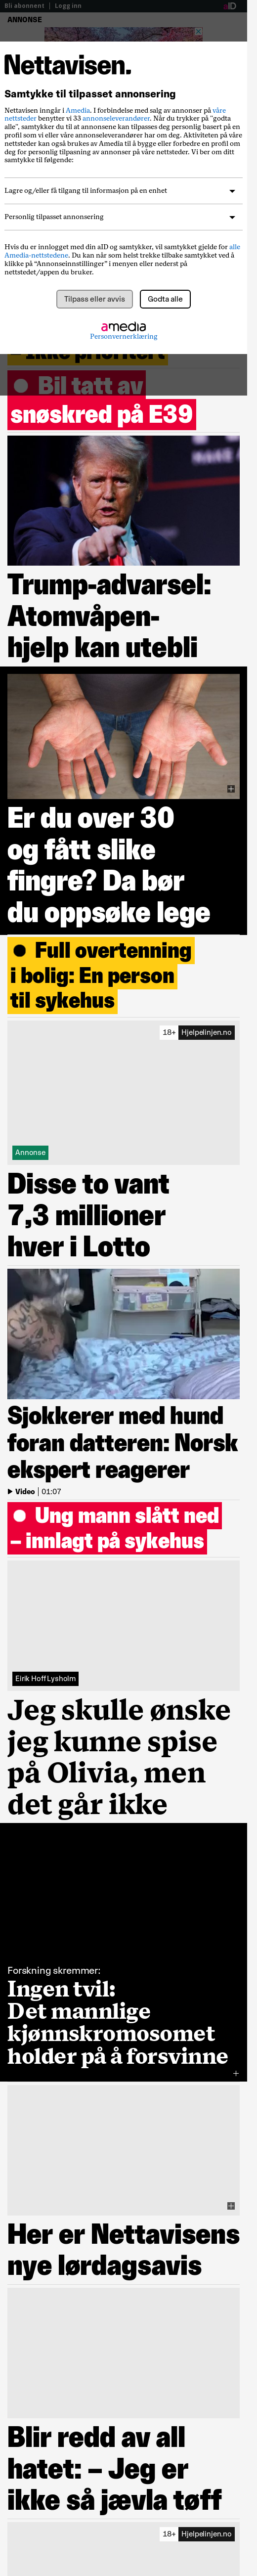 Bli abonnent | Logg inn
aID
ANNONSE
Nettavisen.
Samtykke til tilpasset annonsering
Nettavisen inngår i Amedia. I forbindelse med salg av annonser på våre
nettsteder benytter vi 33 annonseleverandører. Når du trykker på "godta
alle", samtykker du til at annonsene kan tilpasses deg personlig basert på en
profil som vi eller våre annonseleverandører har om deg. Aktiviteten på våre
nettsteder kan også brukes av Amedia til å bygge eller forbedre en profil om
deg for personlig tilpasning av annonser på våre nettsteder. Vi ber om ditt
samtykke til følgende:
Lagre og/eller få tilgang til informasjon på en enhet
Personlig tilpasset annonsering
Hvis du er innlogget med din aID og samtykker, vil samtykket gjelde for alle
Amedia-nettstedene. Du kan når som helst trekke tilbake samtykket ved å
klikke på “Annonseinnstillinger” i menyen eller nederst på
nettstedet/appen du bruker.
Tilpass eller avvis
Godta alle
amedia
Personvernerklæring
– Ikke prioritert
Bil tatt av
snøskred på E39
Trump-advarsel:
Atomvåpen-
hjelp kan utebli
Er du over 30
og fått slike
fingre? Da bør
du oppsøke lege
Full overtenning
i bolig: En person
til sykehus
18+ Hjelpelinjen.no
Annonse
Disse to vant
7,3 millioner
hver i Lotto
Sjokkerer med hund
foran datteren: Norsk
ekspert reagerer
Video | 01:07
Ung mann slått ned
– innlagt på sykehus
Eirik Hoff Lysholm
Jeg skulle ønske
jeg kunne spise
på Olivia, men
det går ikke
Forskning skremmer:
Ingen tvil:
Det mannlige
kjønnskromosomet
holder på å forsvinne
Her er Nettavisens
nye lørdagsavis
Blir redd av all
hatet: – Jeg er
ikke så jævla tøff
18+ Hjelpelinjen.no